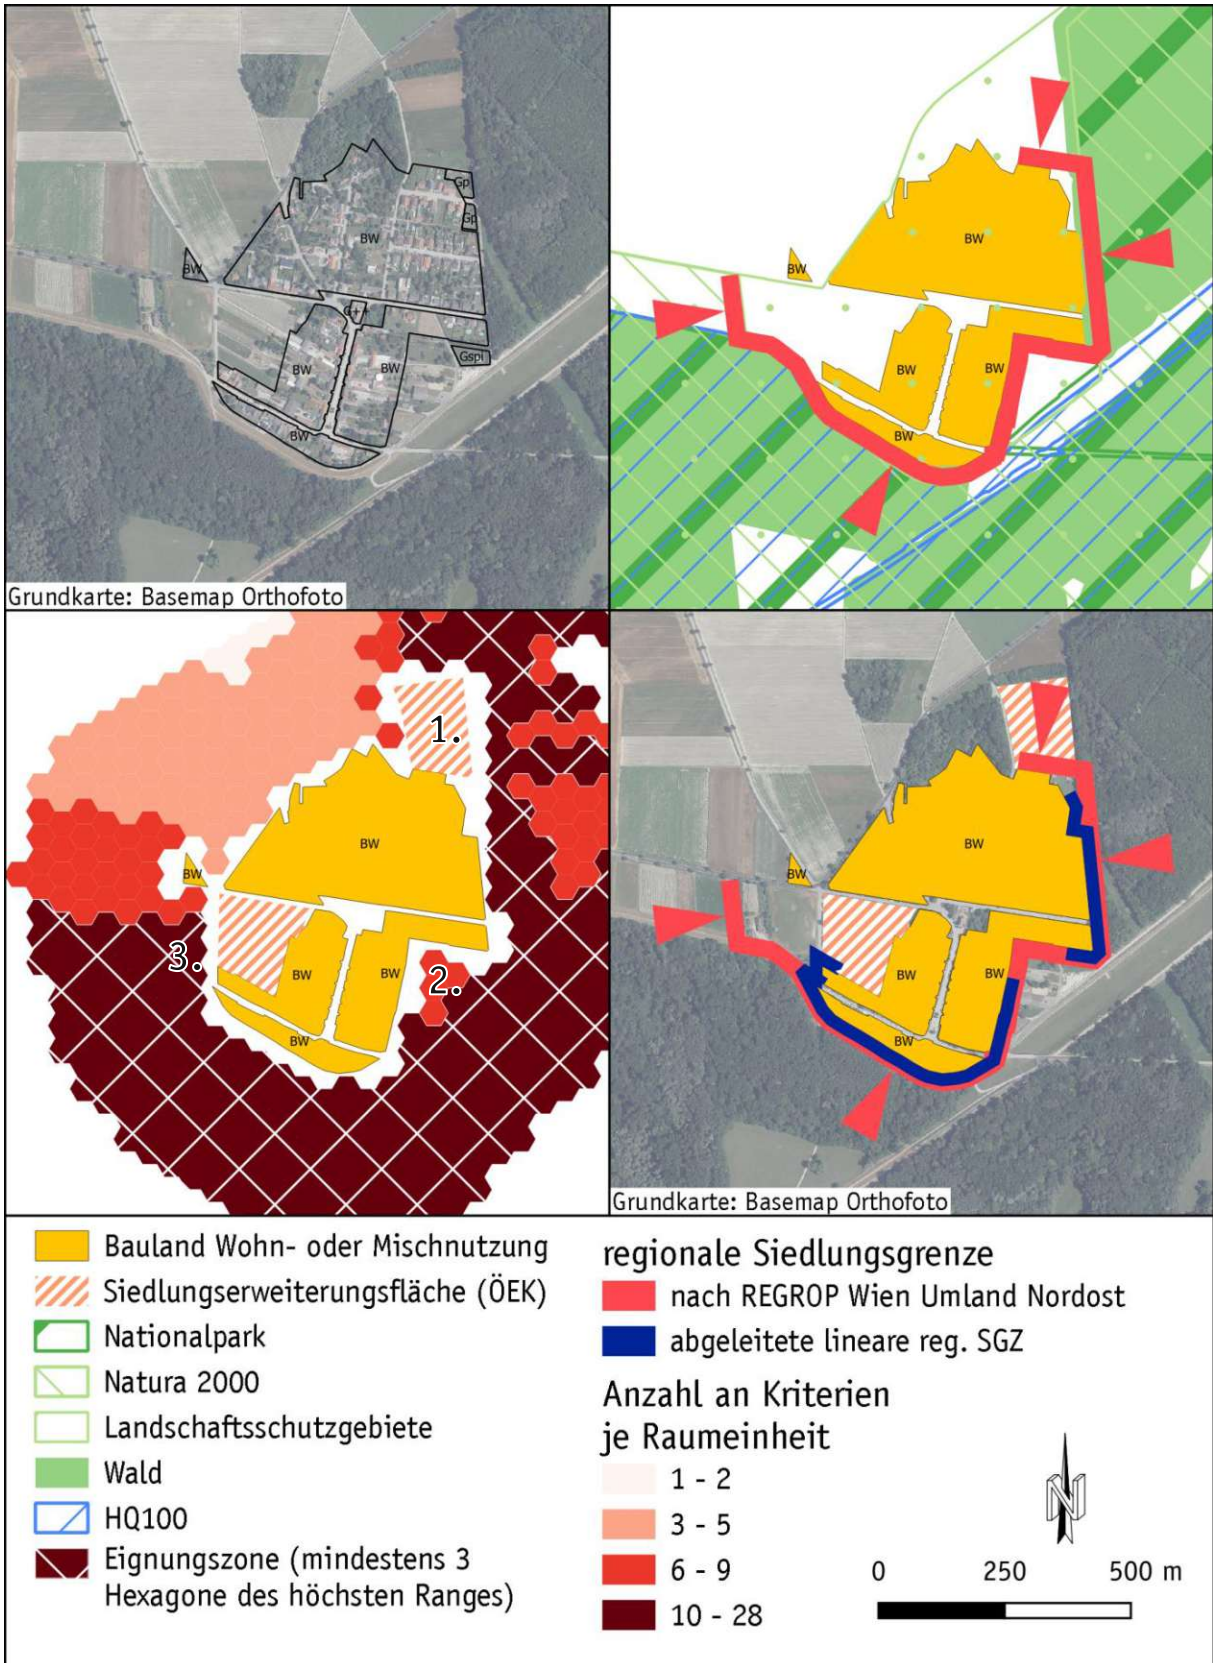 Gp
Gp
BW
BW
G++
BW
BW
Gspi
BW
Grundkarte: Basemap Orthofoto
BW
BW
BW
BW
BW
1.
BW
BW
3.
BW
BW
2.
BW
BW
BW
BW
BW
BW
Grundkarte: Basemap Orthofoto
Bauland Wohn- oder Mischnutzung
Siedlungserweiterungsfläche (ÖEK)
Nationalpark
Natura 2000
Landschaftsschutzgebiete
Wald
HQ100
Eignungszone (mindestens 3
Hexagone des höchsten Ranges)
regionale Siedlungsgrenze
nach REGROP Wien Umland Nordost
abgeleitete lineare reg. SGZ
Anzahl an Kriterien
je Raumeinheit
1 - 2
3 - 5
6 - 9
10 - 28
N
0 250 500 m